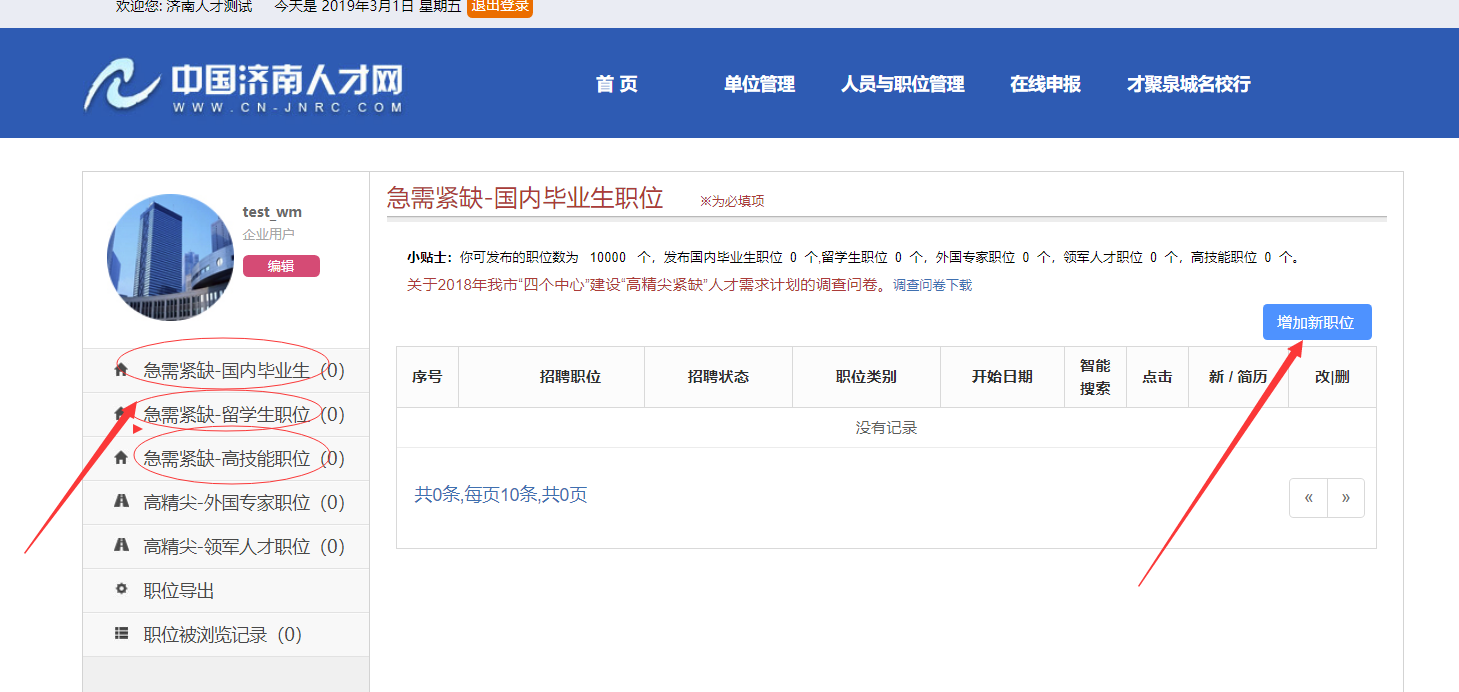 欢迎您: 济南人才测试 今天是 2019年3月1日 星期五 退出登录
中国济南人才网
WWW.CN-JNRC.COM
首 页 单位管理 人员与职位管理 在线申报 才聚泉城名校行
test_wm
企业用户
编辑
急需紧缺-国内毕业生 (0)
急需紧缺-留学生职位 (0)
急需紧缺-高技能职位 (0)
高精尖-外国专家职位 (0)
高精尖-领军人才职位 (0)
职位导出
职位被浏览记录 (0)
急需紧缺-国内毕业生职位 ※为必填项
小贴士：你可发布的职位数为 10000 个，发布国内毕业生职位 0 个,留学生职位 0 个，外国专家职位 0 个，领军人才职位 0 个，高技能职位 0 个。
关于2018年我市“四个中心”建设“高精尖紧缺”人才需求计划的调查问卷。调查问卷下载
增加新职位
序号 招聘职位 招聘状态 职位类别 开始日期 智能搜索 点击 新 / 简历 改|删
没有记录
共0条,每页10条,共0页
« »